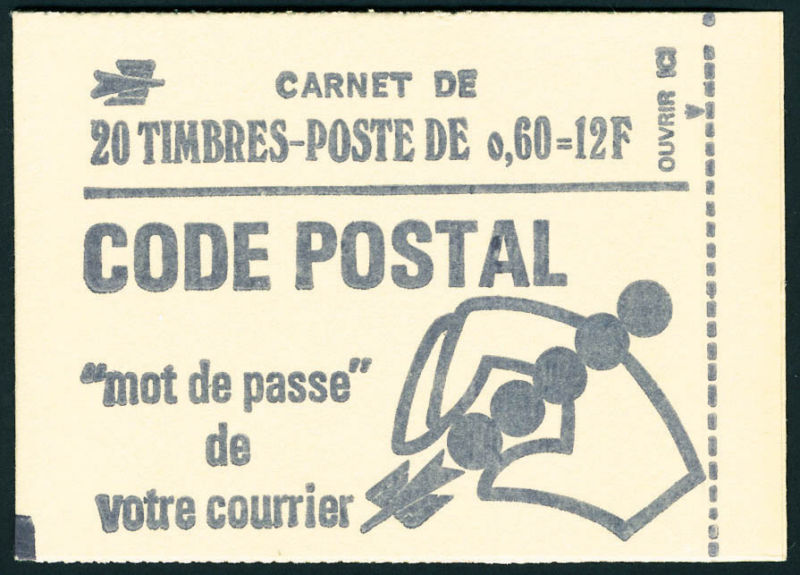 CARNET DE
20 TIMBRES-POSTE DE 0,60=12F
OUVRIR ICI
CODE POSTAL
"mot de passe"
de
votre courrier